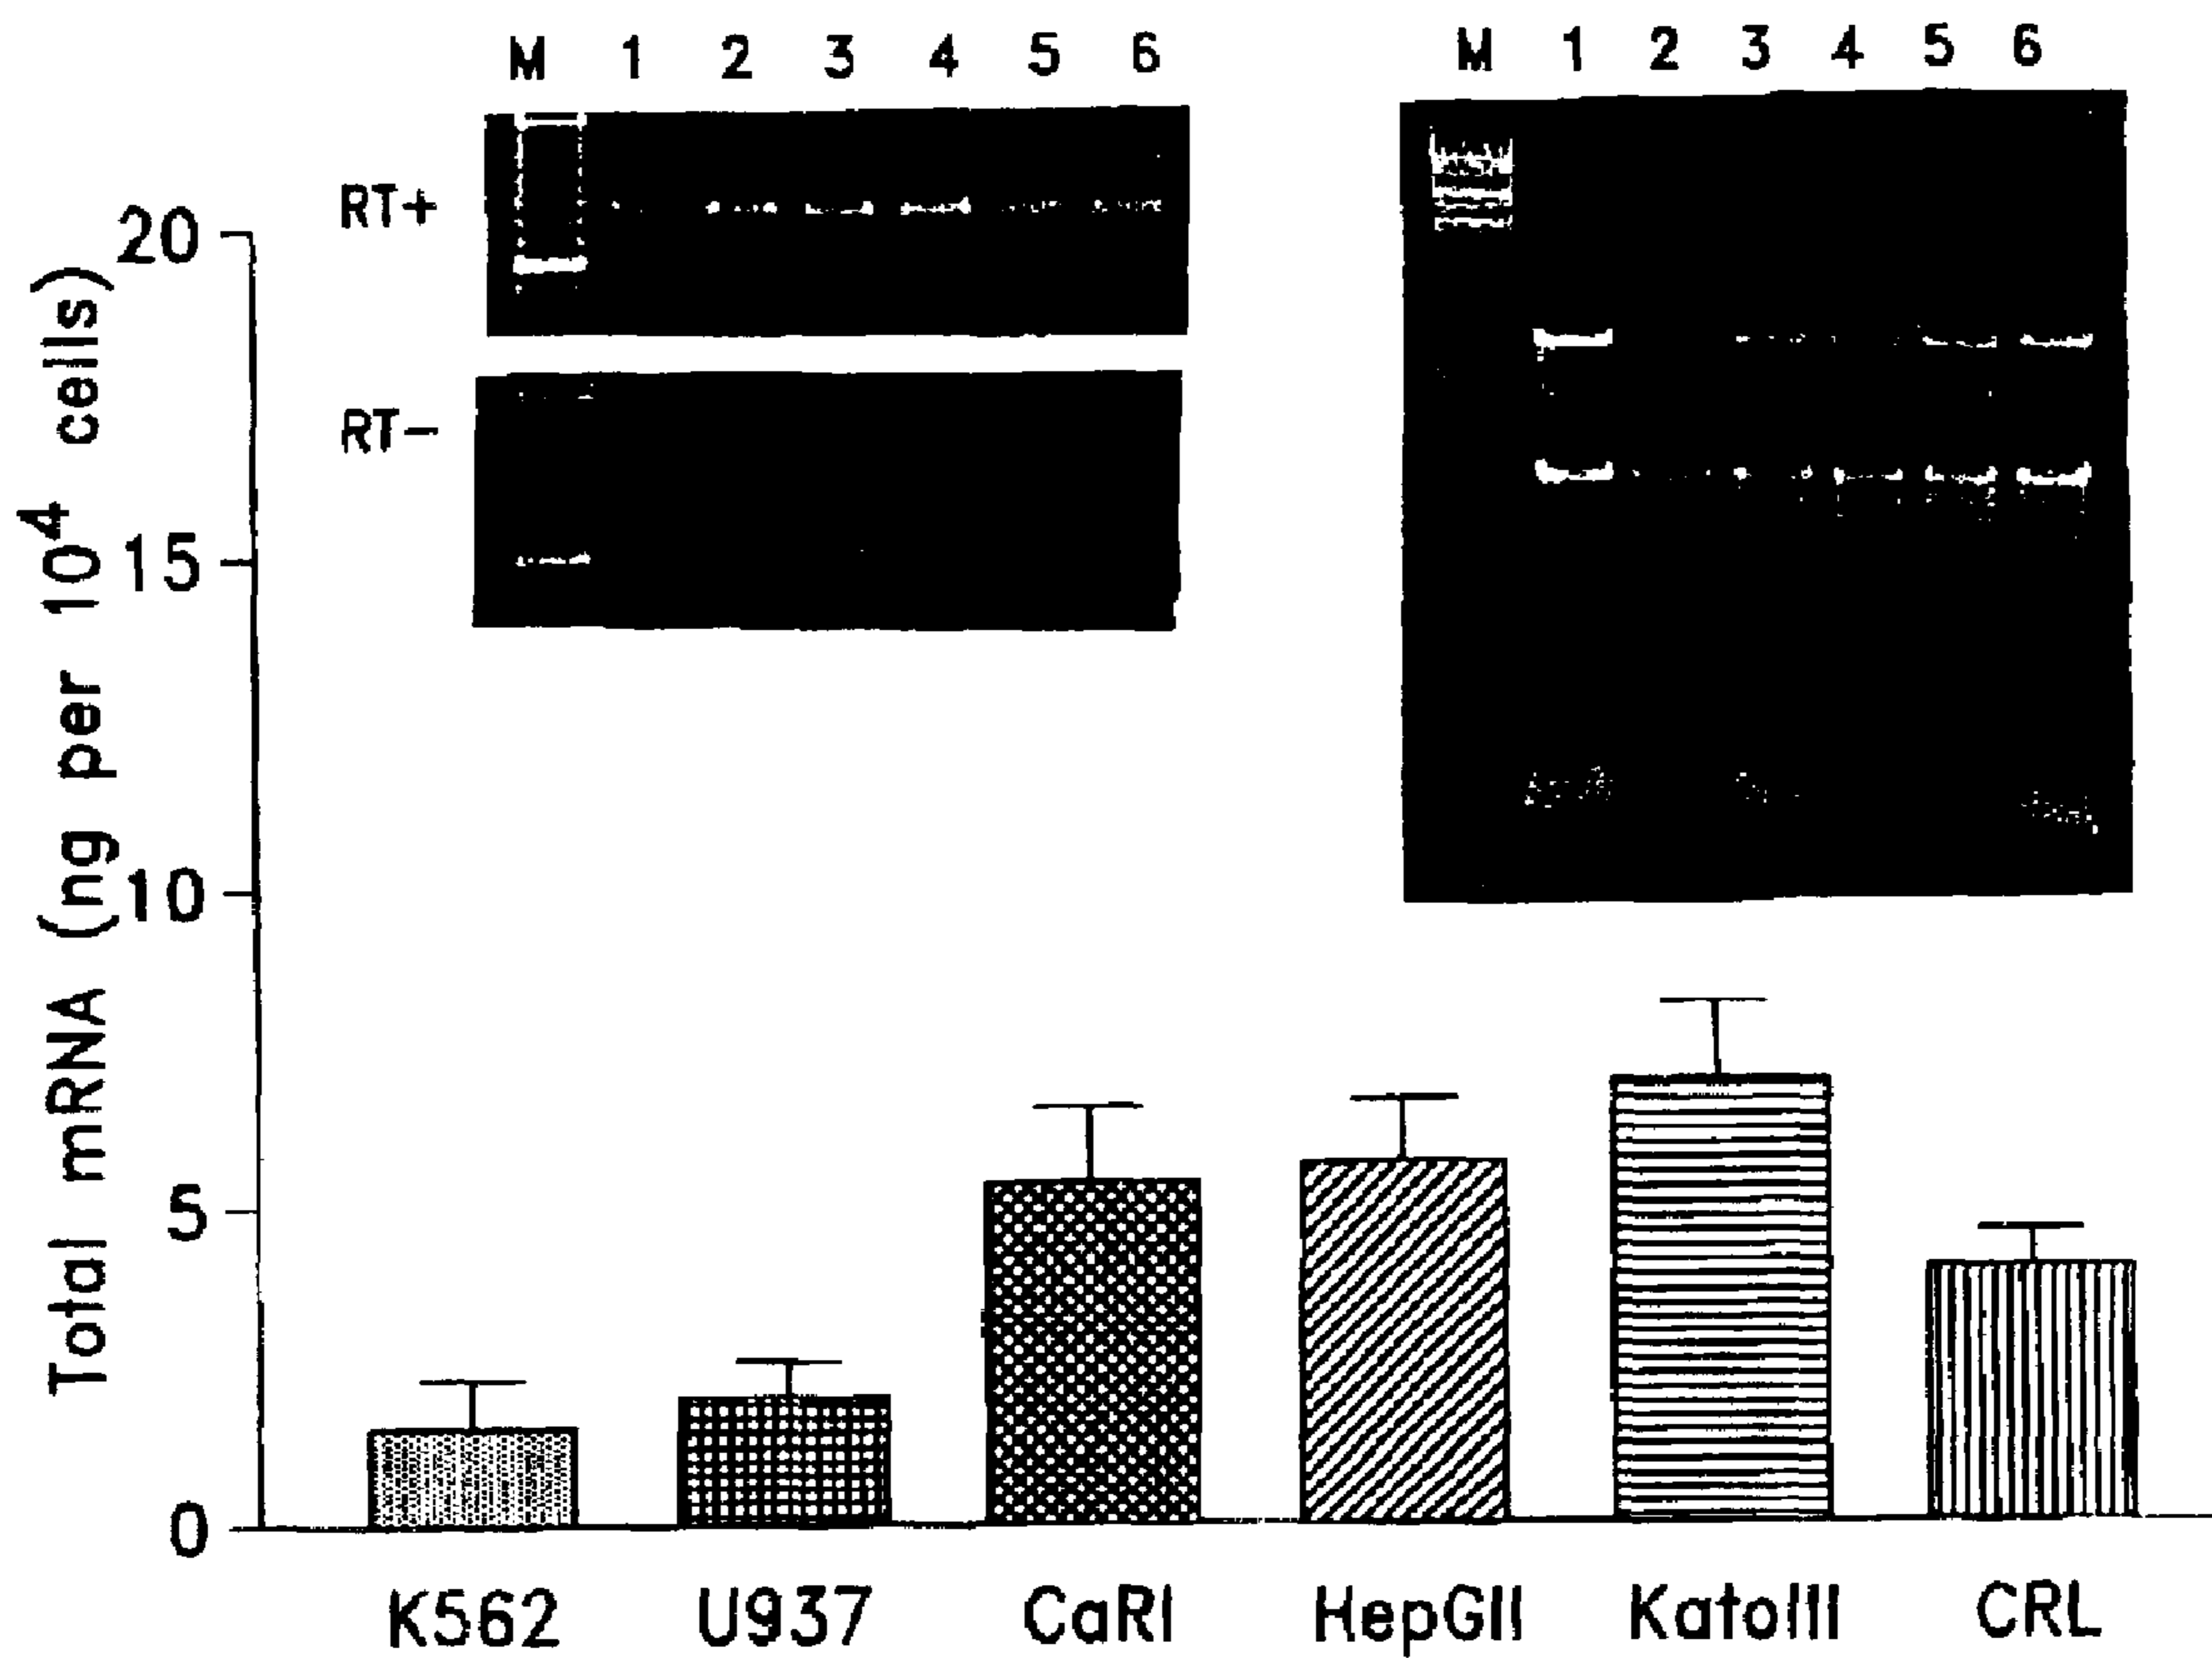 M 1 2 3 4 5 6
M 1 2 3 4 5 6
RT+
RT-
Total mRNA (ng per 10⁴ cells)
20
15
10
5
0
K562 U937 CaRI HepGII KatoIII CRL